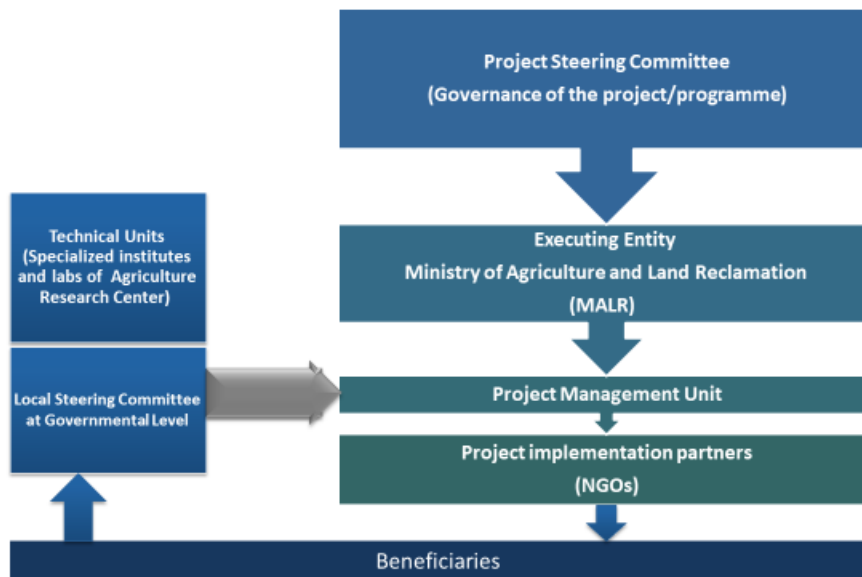 Project Steering Committee
(Governance of the project/programme)
Technical Units
(Specialized institutes
and labs of Agriculture
Research Center)
Executing Entity
Ministry of Agriculture and Land Reclamation
(MALR)
Local Steering Committee
at Governmental Level
Project Management Unit
Project implementation partners
(NGOs)
Beneficiaries